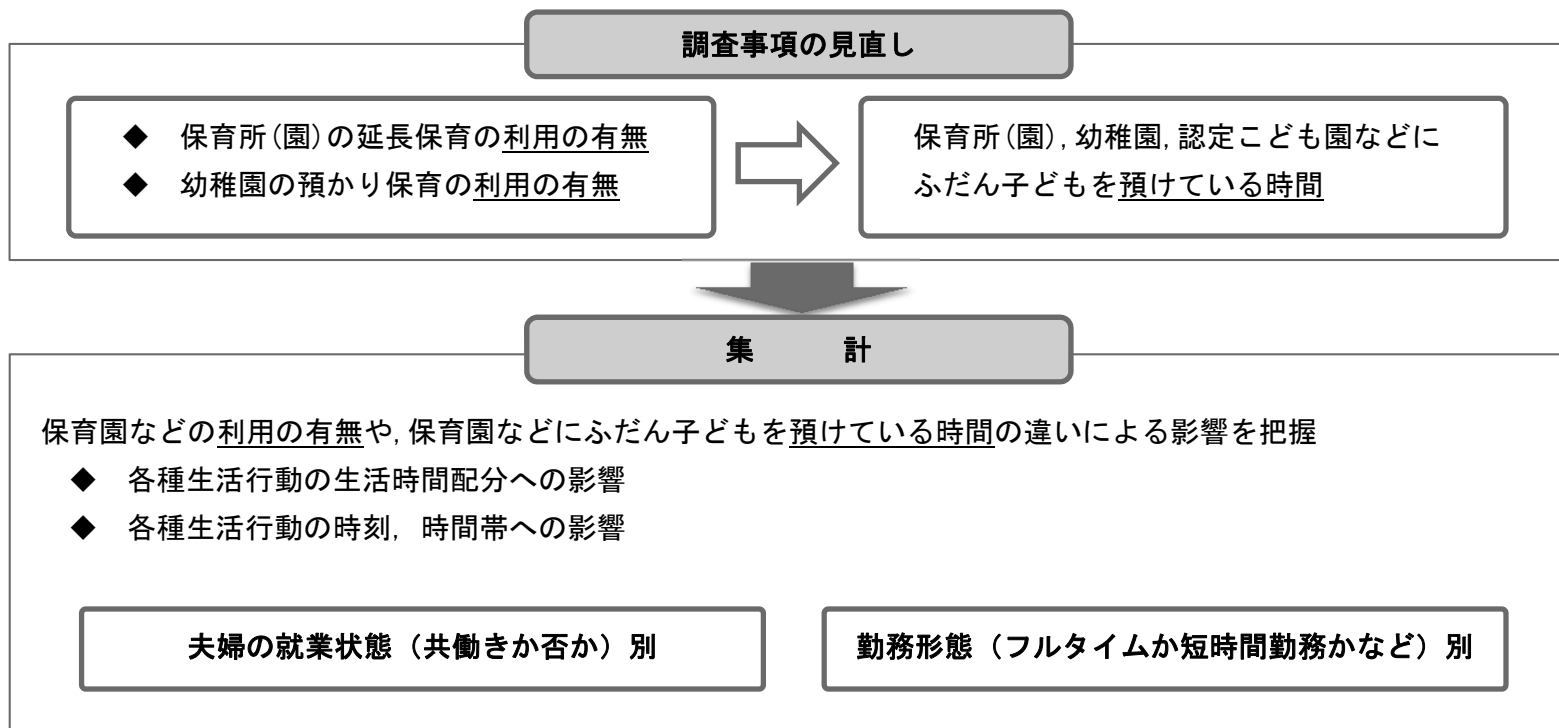 調査事項の見直し
◆ 保育所(園)の延長保育の利用の有無
◆ 幼稚園の預かり保育の利用の有無
保育所(園),幼稚園,認定こども園などに
ふだん子どもを預けている時間
集 計
保育園などの利用の有無や,保育園などにふだん子どもを預けている時間の違いによる影響を把握
◆ 各種生活行動の生活時間配分への影響
◆ 各種生活行動の時刻,時間帯への影響
夫婦の就業状態（共働きか否か）別
勤務形態（フルタイムか短時間勤務かなど）別